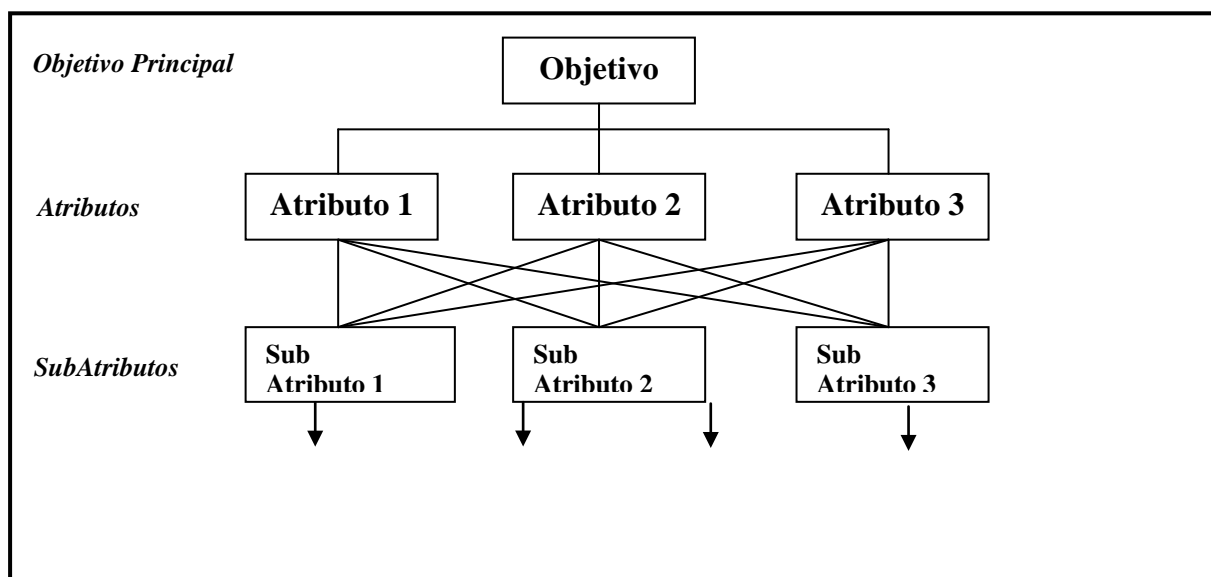 Objetivo Principal
Objetivo
Atributos
Atributo 1
Atributo 2
Atributo 3
SubAtributos
Sub
Atributo 1
Sub
Atributo 2
Sub
Atributo 3